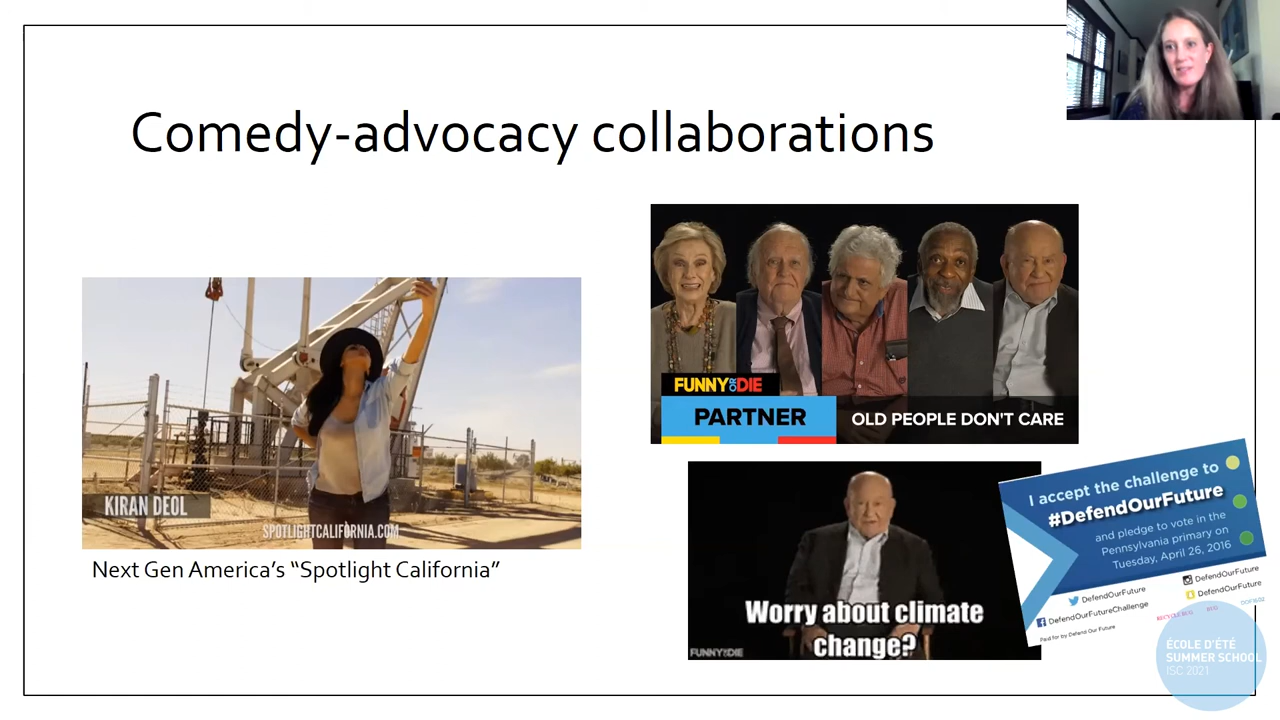 Comedy-advocacy collaborations
KIRAN DEOL
SPOTLIGHTCALIFORNIA.COM
Next Gen America's “Spotlight California”
FUNNY OR DIE
PARTNER
OLD PEOPLE DON'T CARE
Worry about climate
change?
FUNNY OR DIE
I accept the challenge to
#DefendOurFuture
and pledge to vote in the
Pennsylvania primary on
Tuesday, April 26, 2016
DefendOurFuture
DefendOurFuture
DefendOurFutureChallenge
DefendOurFuture
Paid for by Defend Our Future
ÉCOLE D'ÉTÉ
SUMMER SCHOOL
ISC 2021